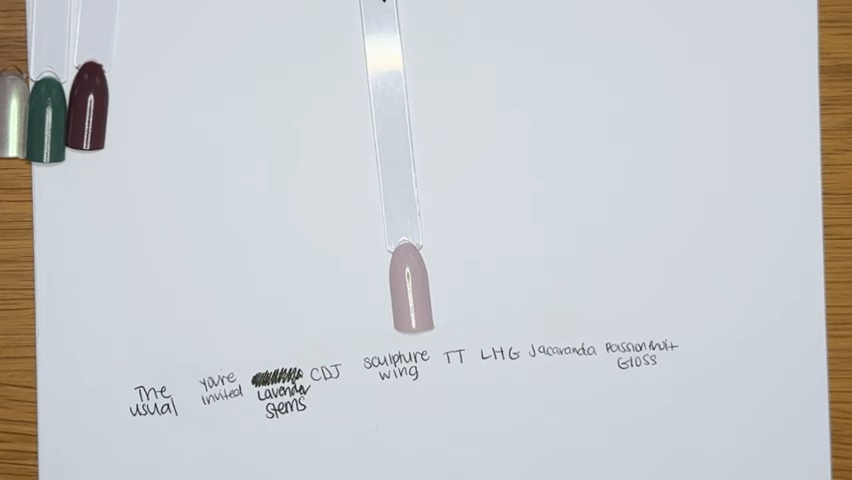 The
usual
you're
invited
Lavender
Stems
CDJ
sculpture
wing
TT
LHG
Jacaranda
Passionfruit
Gloss